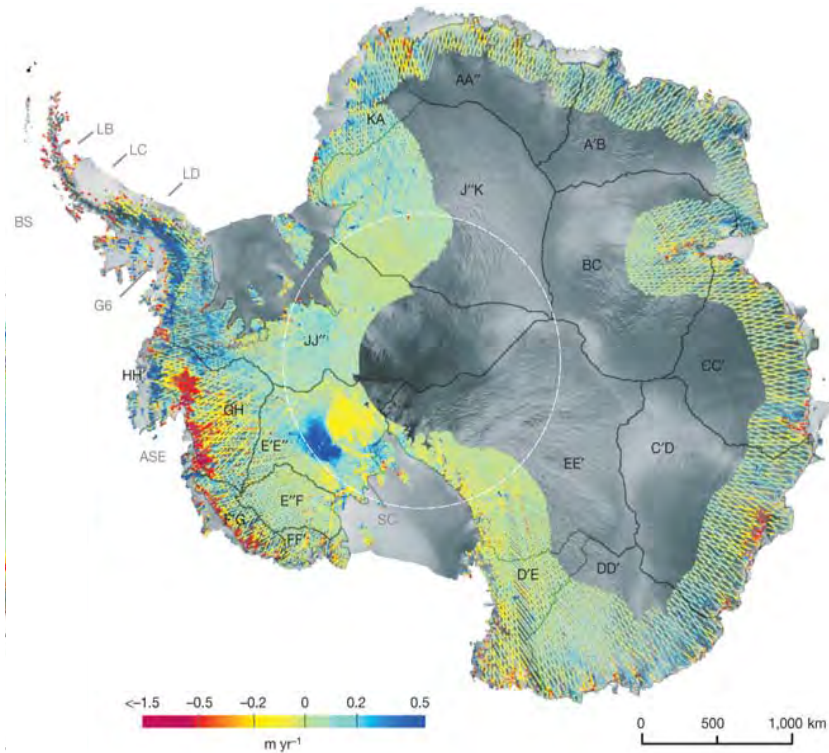 AA"
LB
KA
LC
A'B
LD
J"K
BS
BC
G6
JJ"
CC'
HH'
GH
E'E"
C'D
ASE
EE'
E"F
SC
F'G
FF'
D'E
DD'
<–1.5 –0.5 –0.2 0 0.2 0.5
m yr⁻¹
0 500 1,000 km